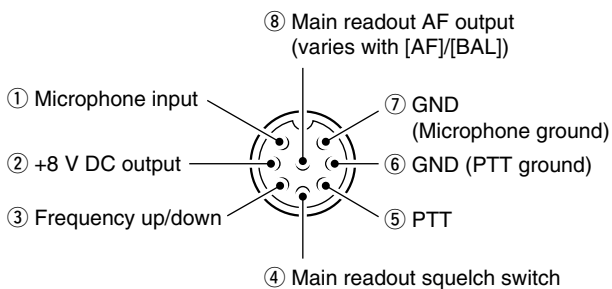 ⑧ Main readout AF output
(varies with [AF]/[BAL])
① Microphone input
② +8 V DC output
③ Frequency up/down
⑦ GND
(Microphone ground)
⑥ GND (PTT ground)
⑤ PTT
④ Main readout squelch switch